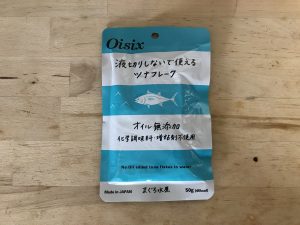 Oisix
液切りしないで使える
ツナフレーク
オイル無添加
化学調味料・増粘剤不使用
No Oil added tuna flakes in water
Made in JAPAN まぐろ水煮 50g